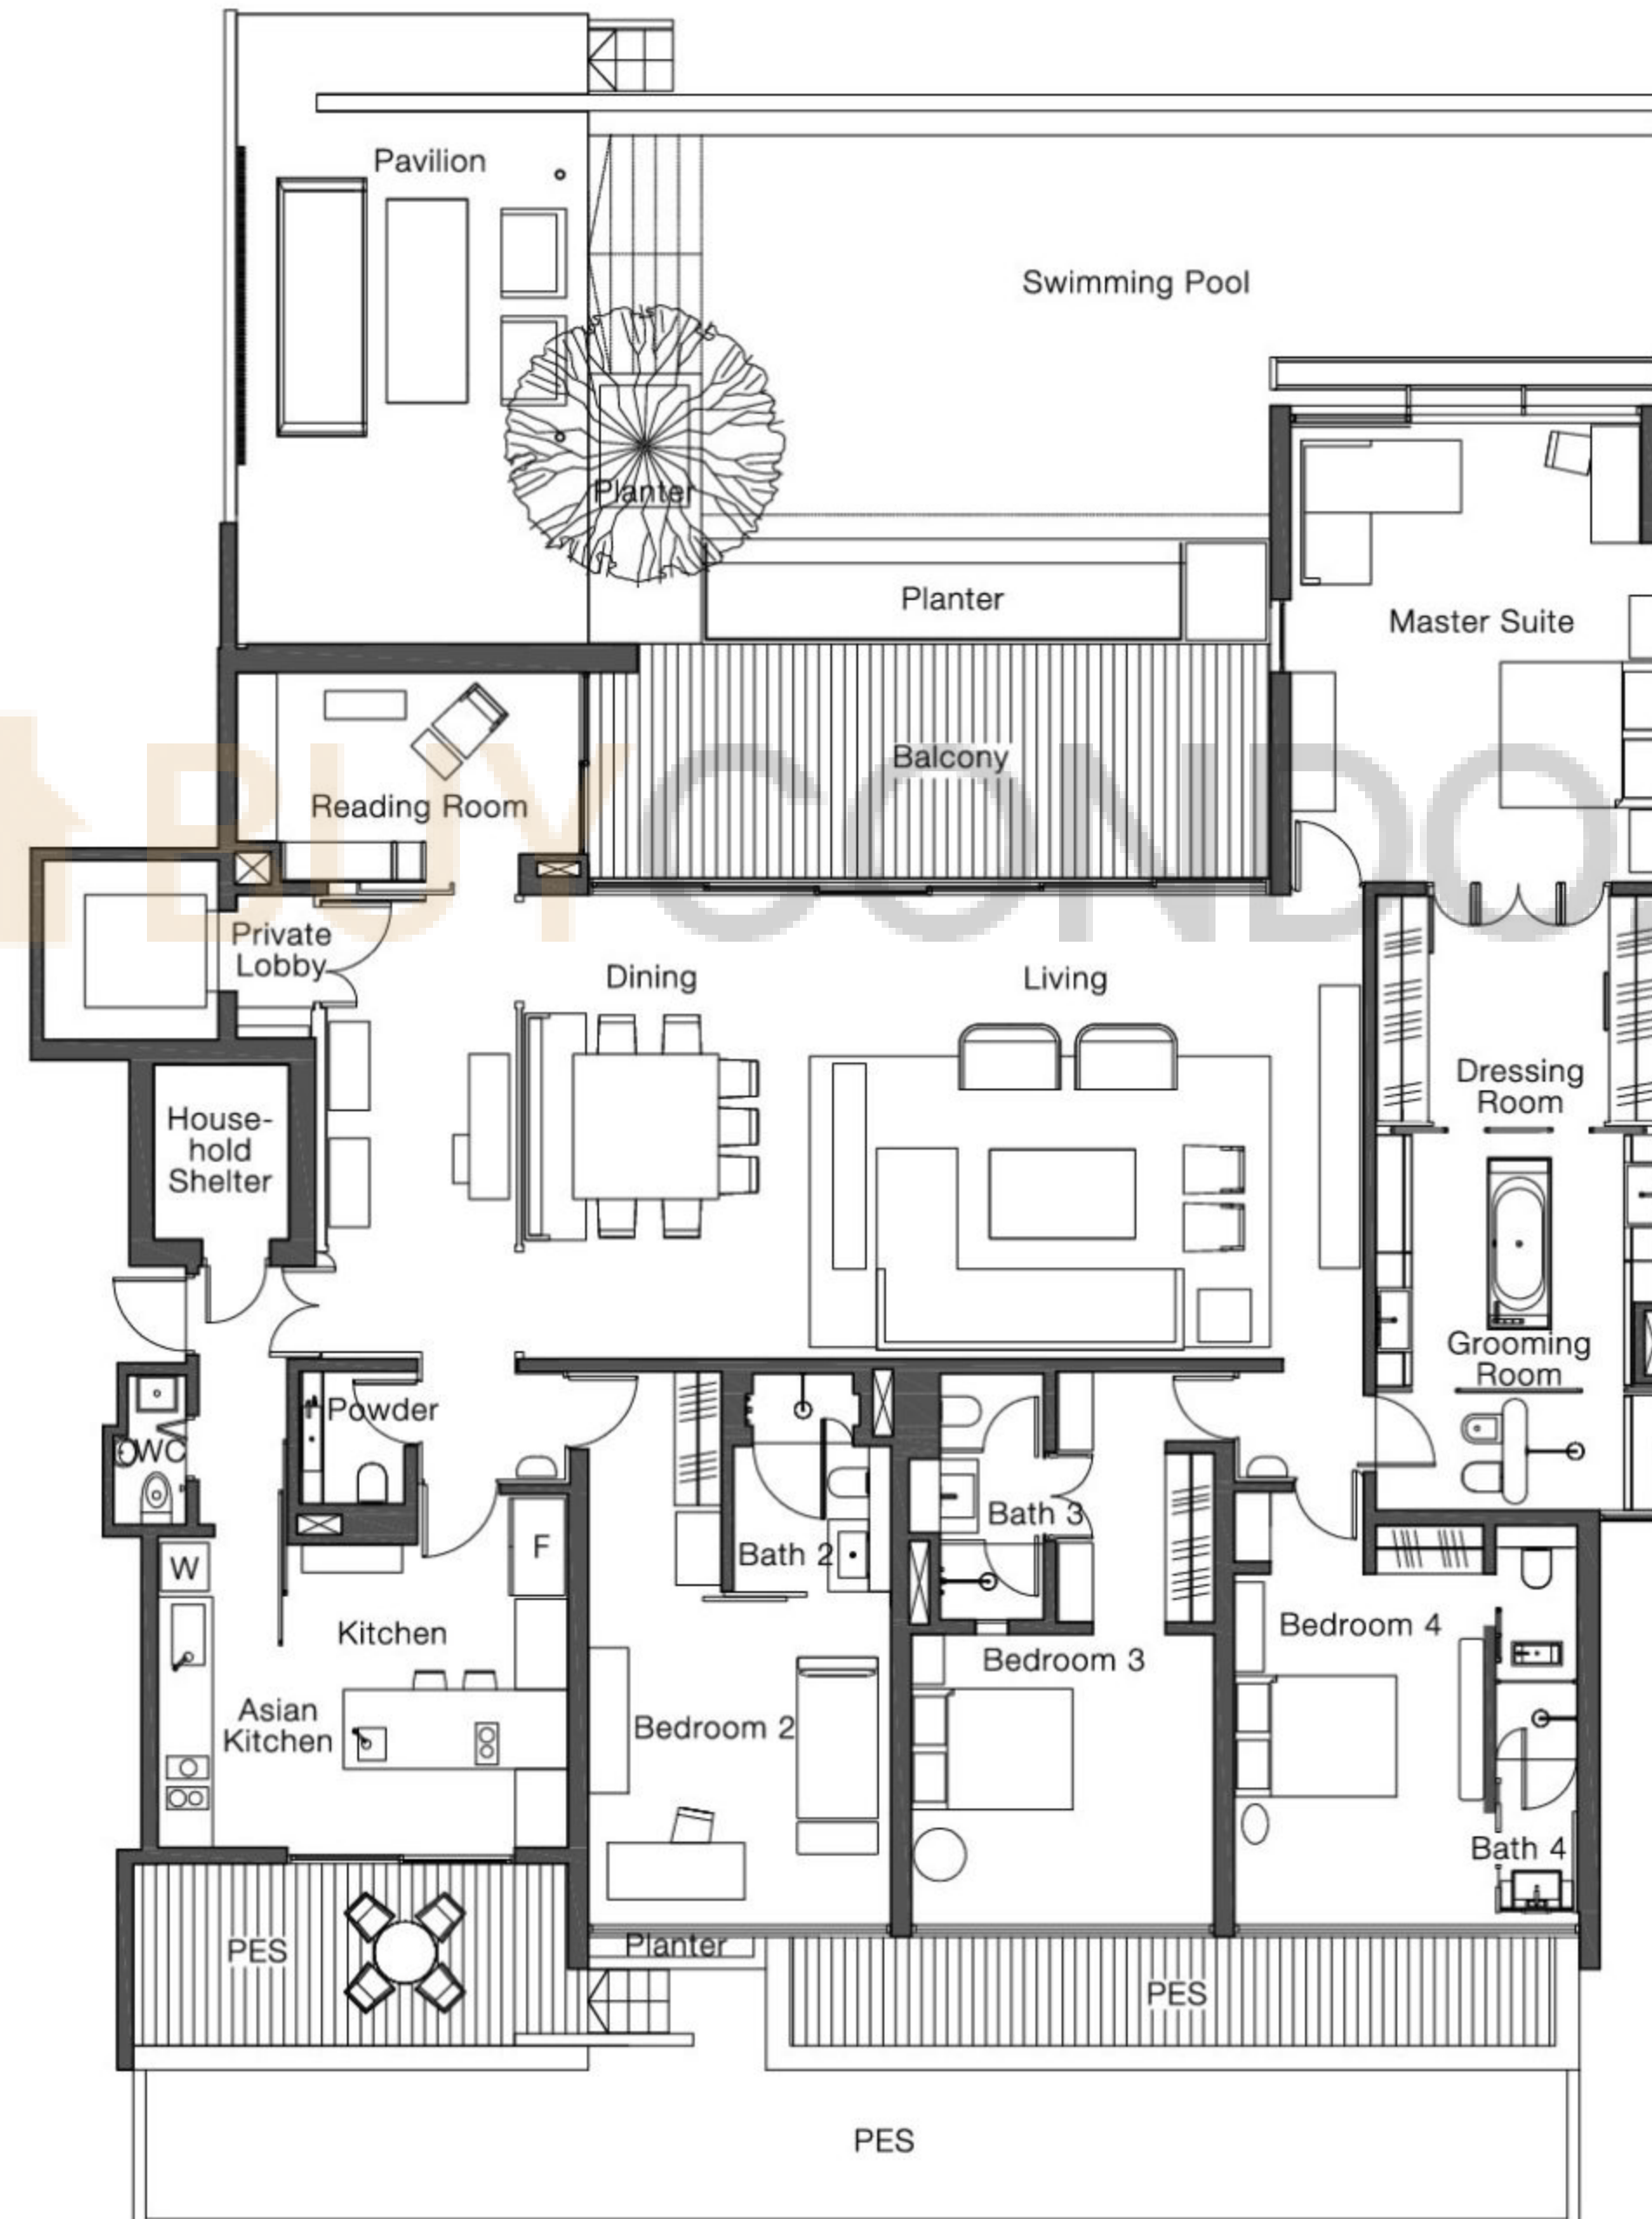 Pavilion
Swimming Pool
Planter
Planter
Master Suite
Balcony
Reading Room
BUYCONDO
Private
Lobby
Dining
Living
Dressing
Room
House-
hold
Shelter
Grooming
Room
Powder
WC
Bath 3
F
Bath 2
W
Kitchen
Bedroom 4
Bedroom 3
Asian
Kitchen
Bedroom 2
Bath 4
Planter
PES
PES
PES